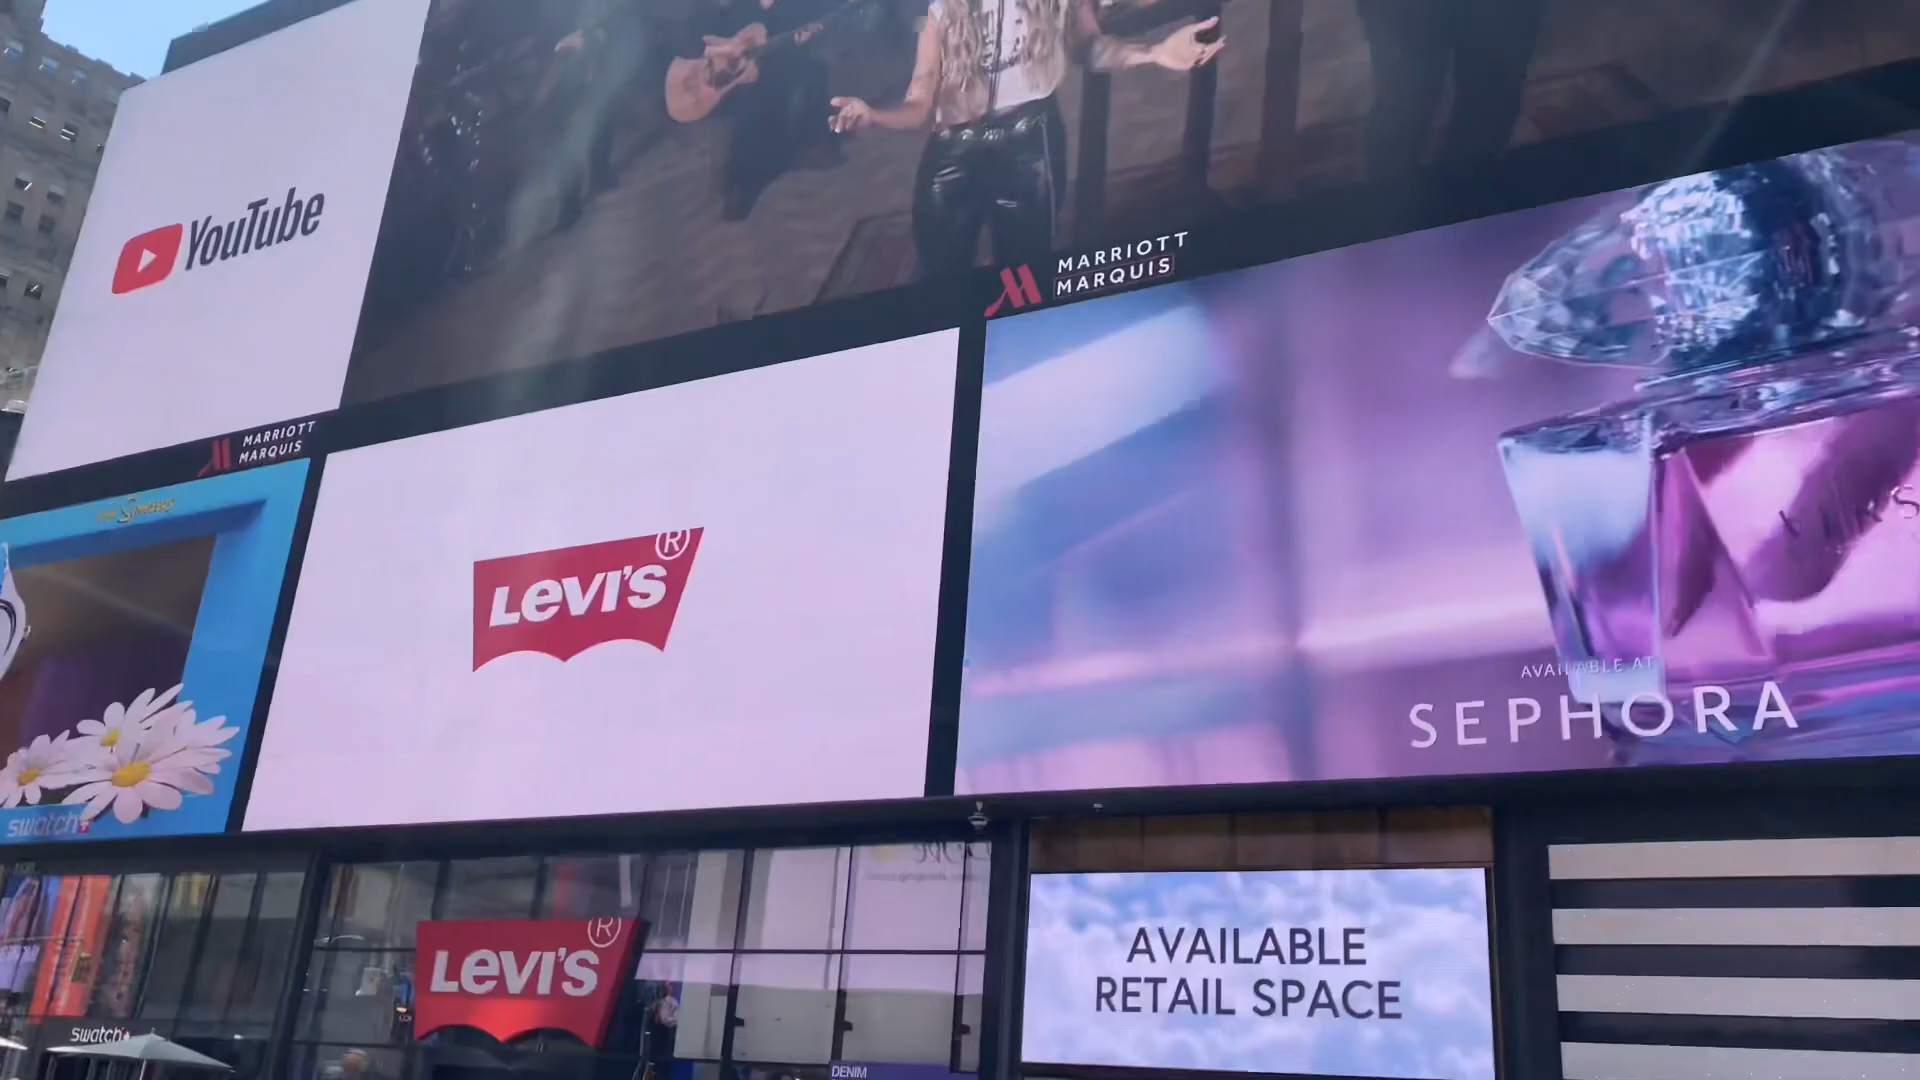 YouTube
MARRIOTT
MARQUIS
MARRIOTT
MARQUIS
LEVI'S®
swatch
AVAILABLE AT
SEPHORA
LEVI'S®
AVAILABLE
RETAIL SPACE
swatch
DENIM